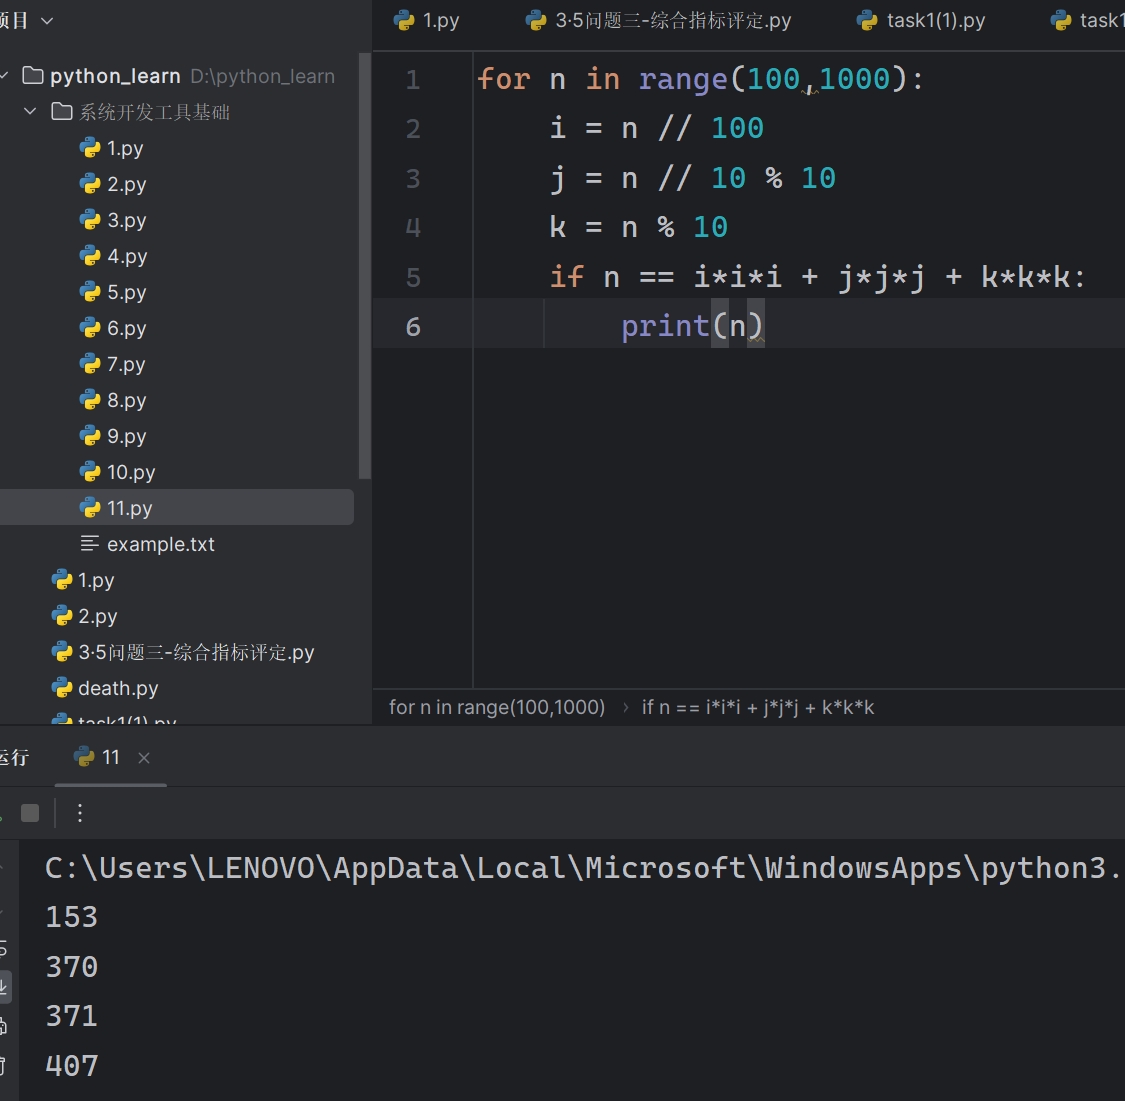 项目
1.py
3·5问题三-综合指标评定.py
task1(1).py
task1
python_learn D:\python_learn
系统开发工具基础
1.py
2.py
3.py
4.py
5.py
6.py
7.py
8.py
9.py
10.py
11.py
example.txt
1.py
2.py
3·5问题三-综合指标评定.py
death.py
task1(1).py
1 for n in range(100,1000):
2 i = n // 100
3 j = n // 10 % 10
4 k = n % 10
5 if n == i*i*i + j*j*j + k*k*k:
6 print(n)
for n in range(100,1000) › if n == i*i*i + j*j*j + k*k*k
运行
11
C:\Users\LENOVO\AppData\Local\Microsoft\WindowsApps\python3.
153
370
371
407